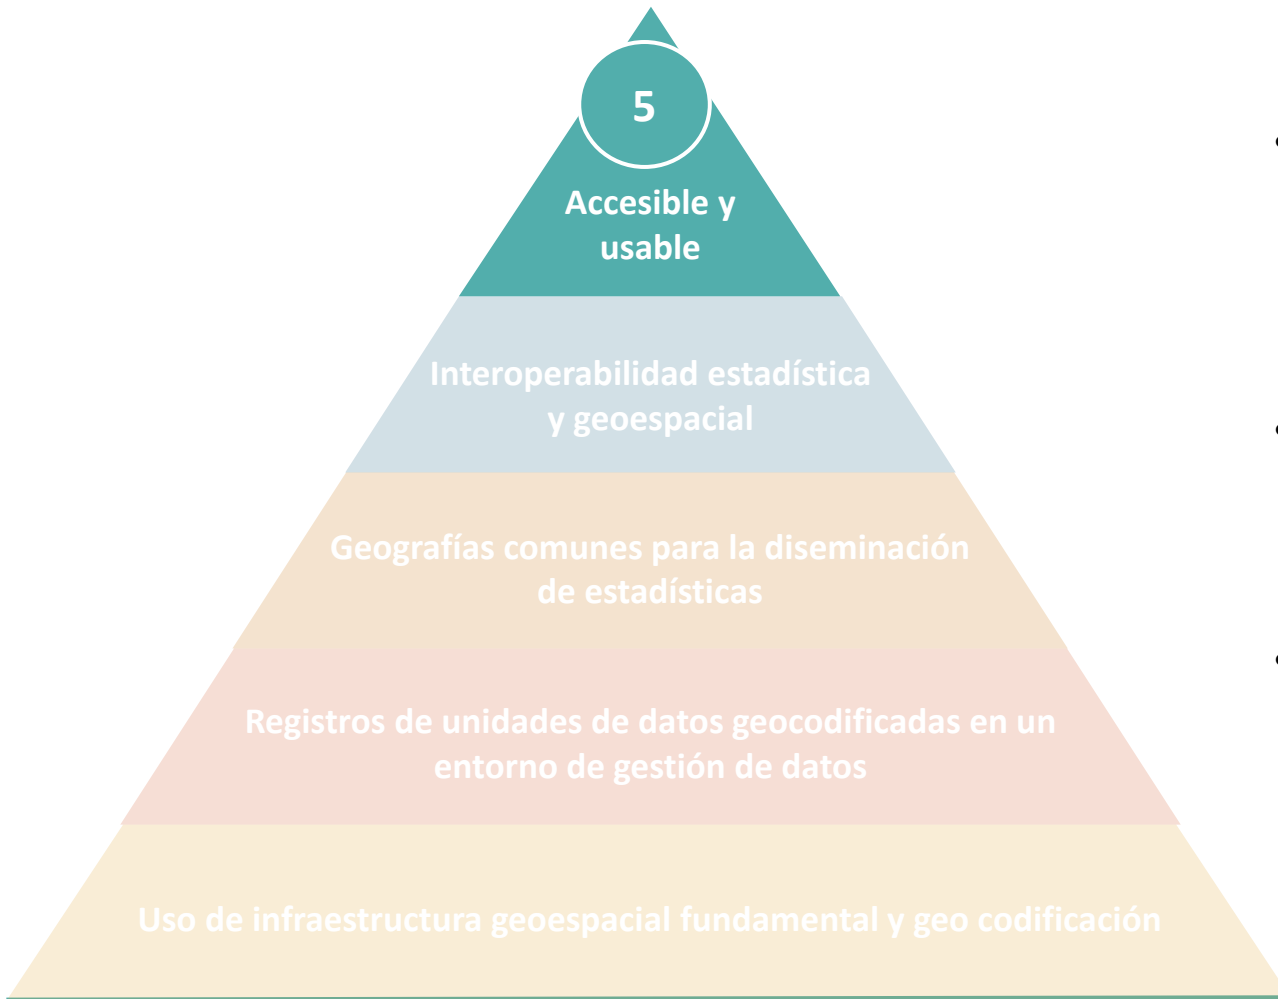 5
Accesible y
usable
Interoperabilidad estadística
y geoespacial
Geografías comunes para la diseminación
de estadísticas
Registros de unidades de datos geocodificadas en un
entorno de gestión de datos
Uso de infraestructura geoespacial fundamental y geo codificación